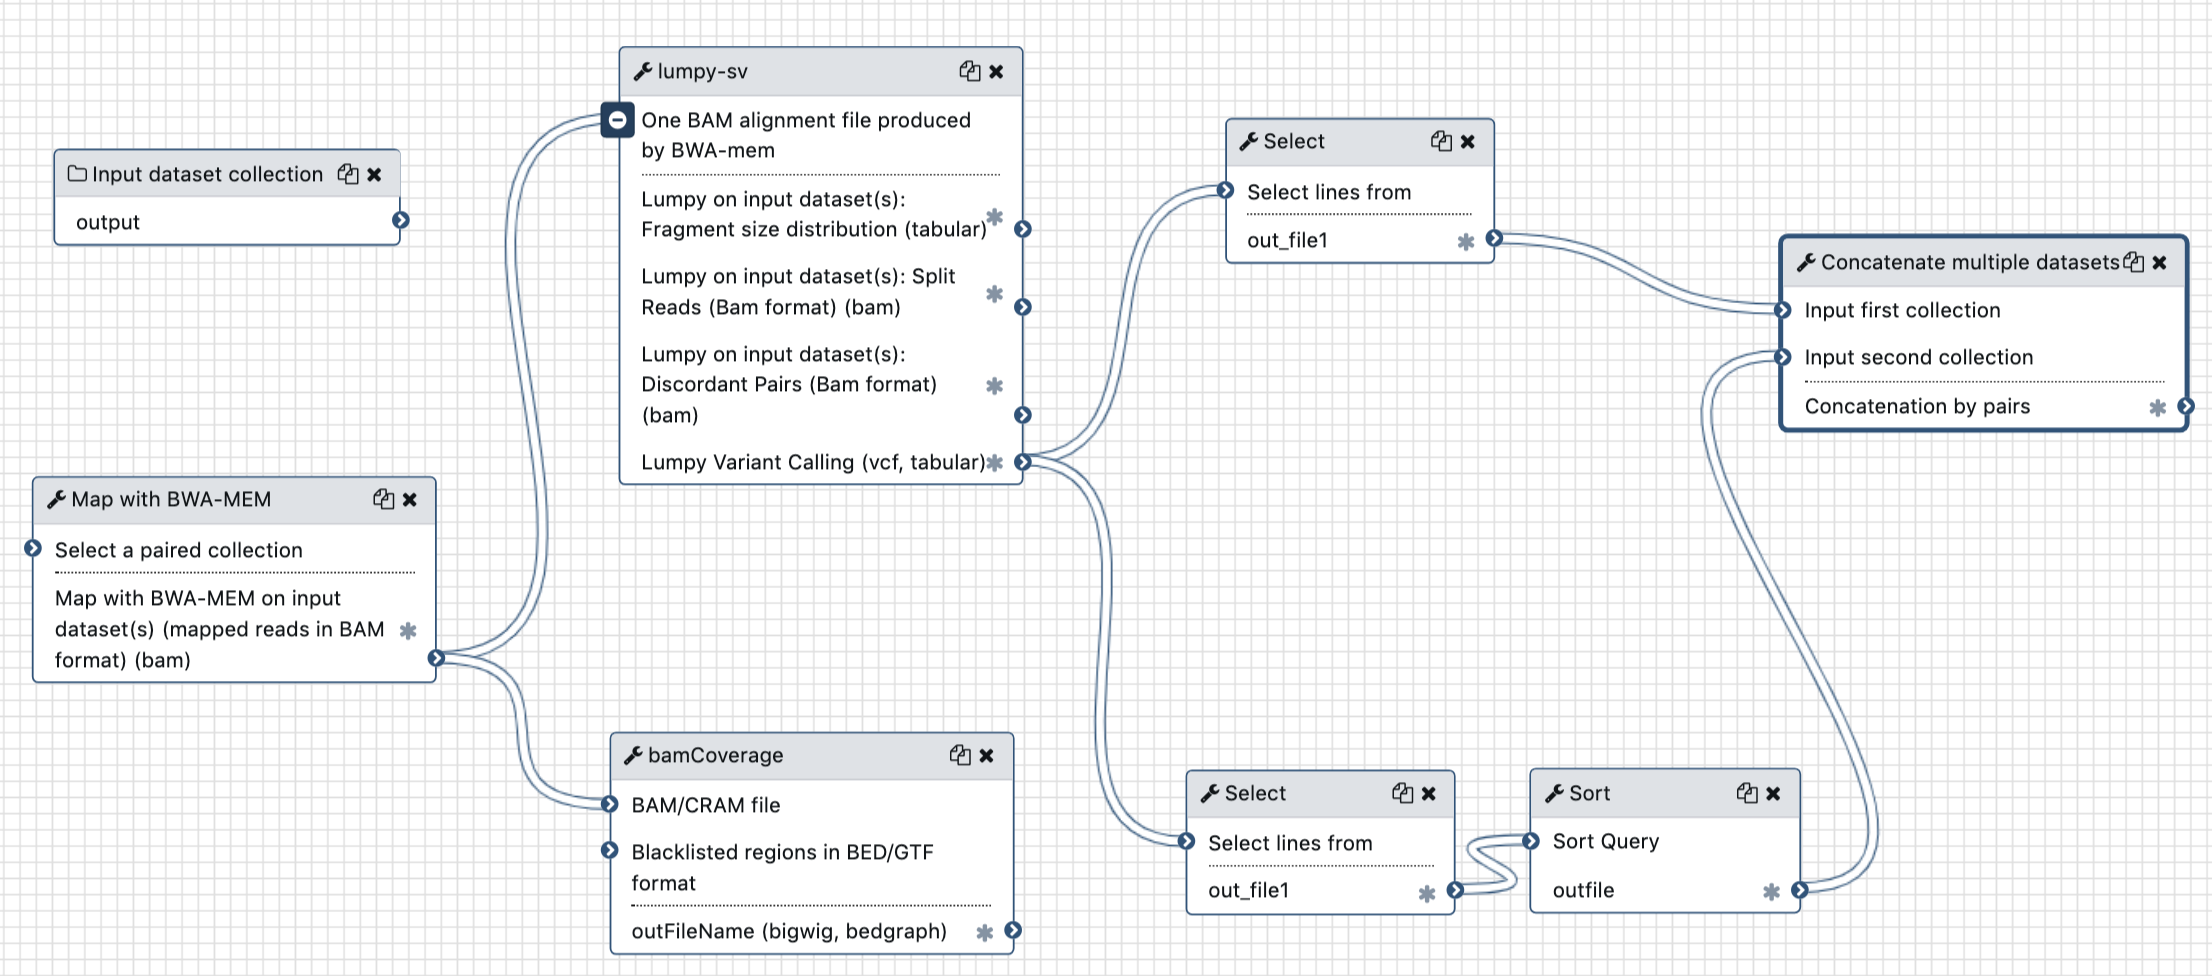 Input dataset collection
output
Map with BWA-MEM
Select a paired collection
Map with BWA-MEM on input
dataset(s) (mapped reads in BAM
format) (bam)
lumpy-sv
One BAM alignment file produced
by BWA-mem
Lumpy on input dataset(s):
Fragment size distribution (tabular)
Lumpy on input dataset(s): Split
Reads (Bam format) (bam)
Lumpy on input dataset(s):
Discordant Pairs (Bam format)
(bam)
Lumpy Variant Calling (vcf, tabular)
bamCoverage
BAM/CRAM file
Blacklisted regions in BED/GTF
format
outFileName (bigwig, bedgraph)
Select
Select lines from
out_file1
Select
Select lines from
out_file1
Sort
Sort Query
outfile
Concatenate multiple datasets
Input first collection
Input second collection
Concatenation by pairs